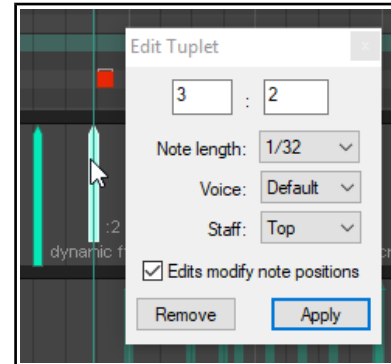 Edit Tuplet
3 : 2
Note length: 1/32
Voice: Default
:2
Staff: Top
dynamic f
Edits modify note positions
Remove Apply